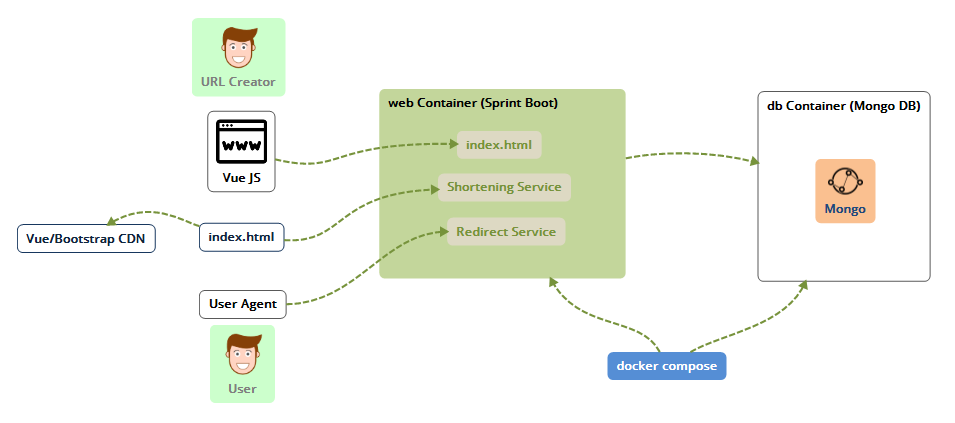 URL Creator
www
Vue JS
Vue/Bootstrap CDN
index.html
User Agent
User
web Container (Sprint Boot)
index.html
Shortening Service
Redirect Service
db Container (Mongo DB)
Mongo
docker compose